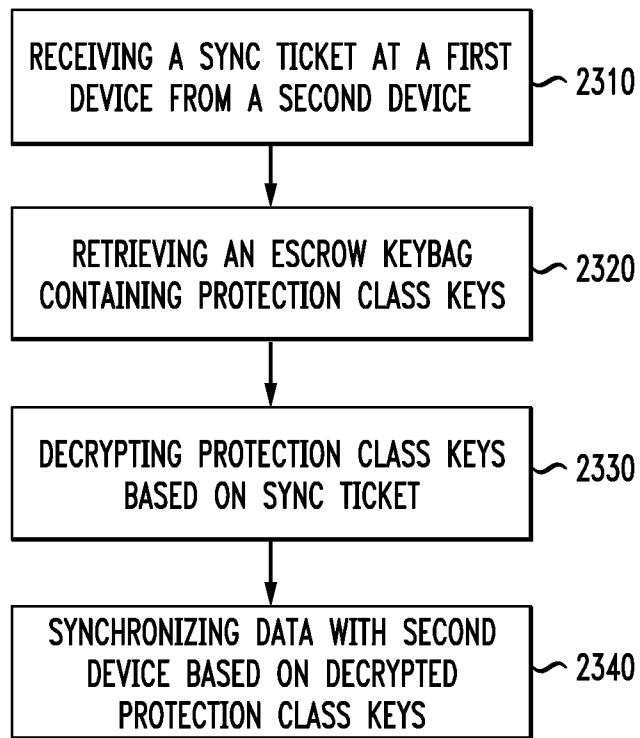 RECEIVING A SYNC TICKET AT A FIRST
DEVICE FROM A SECOND DEVICE
2310
RETRIEVING AN ESCROW KEYBAG
CONTAINING PROTECTION CLASS KEYS
2320
DECRYPTING PROTECTION CLASS KEYS
BASED ON SYNC TICKET
2330
SYNCHRONIZING DATA WITH SECOND
DEVICE BASED ON DECRYPTED
PROTECTION CLASS KEYS
2340